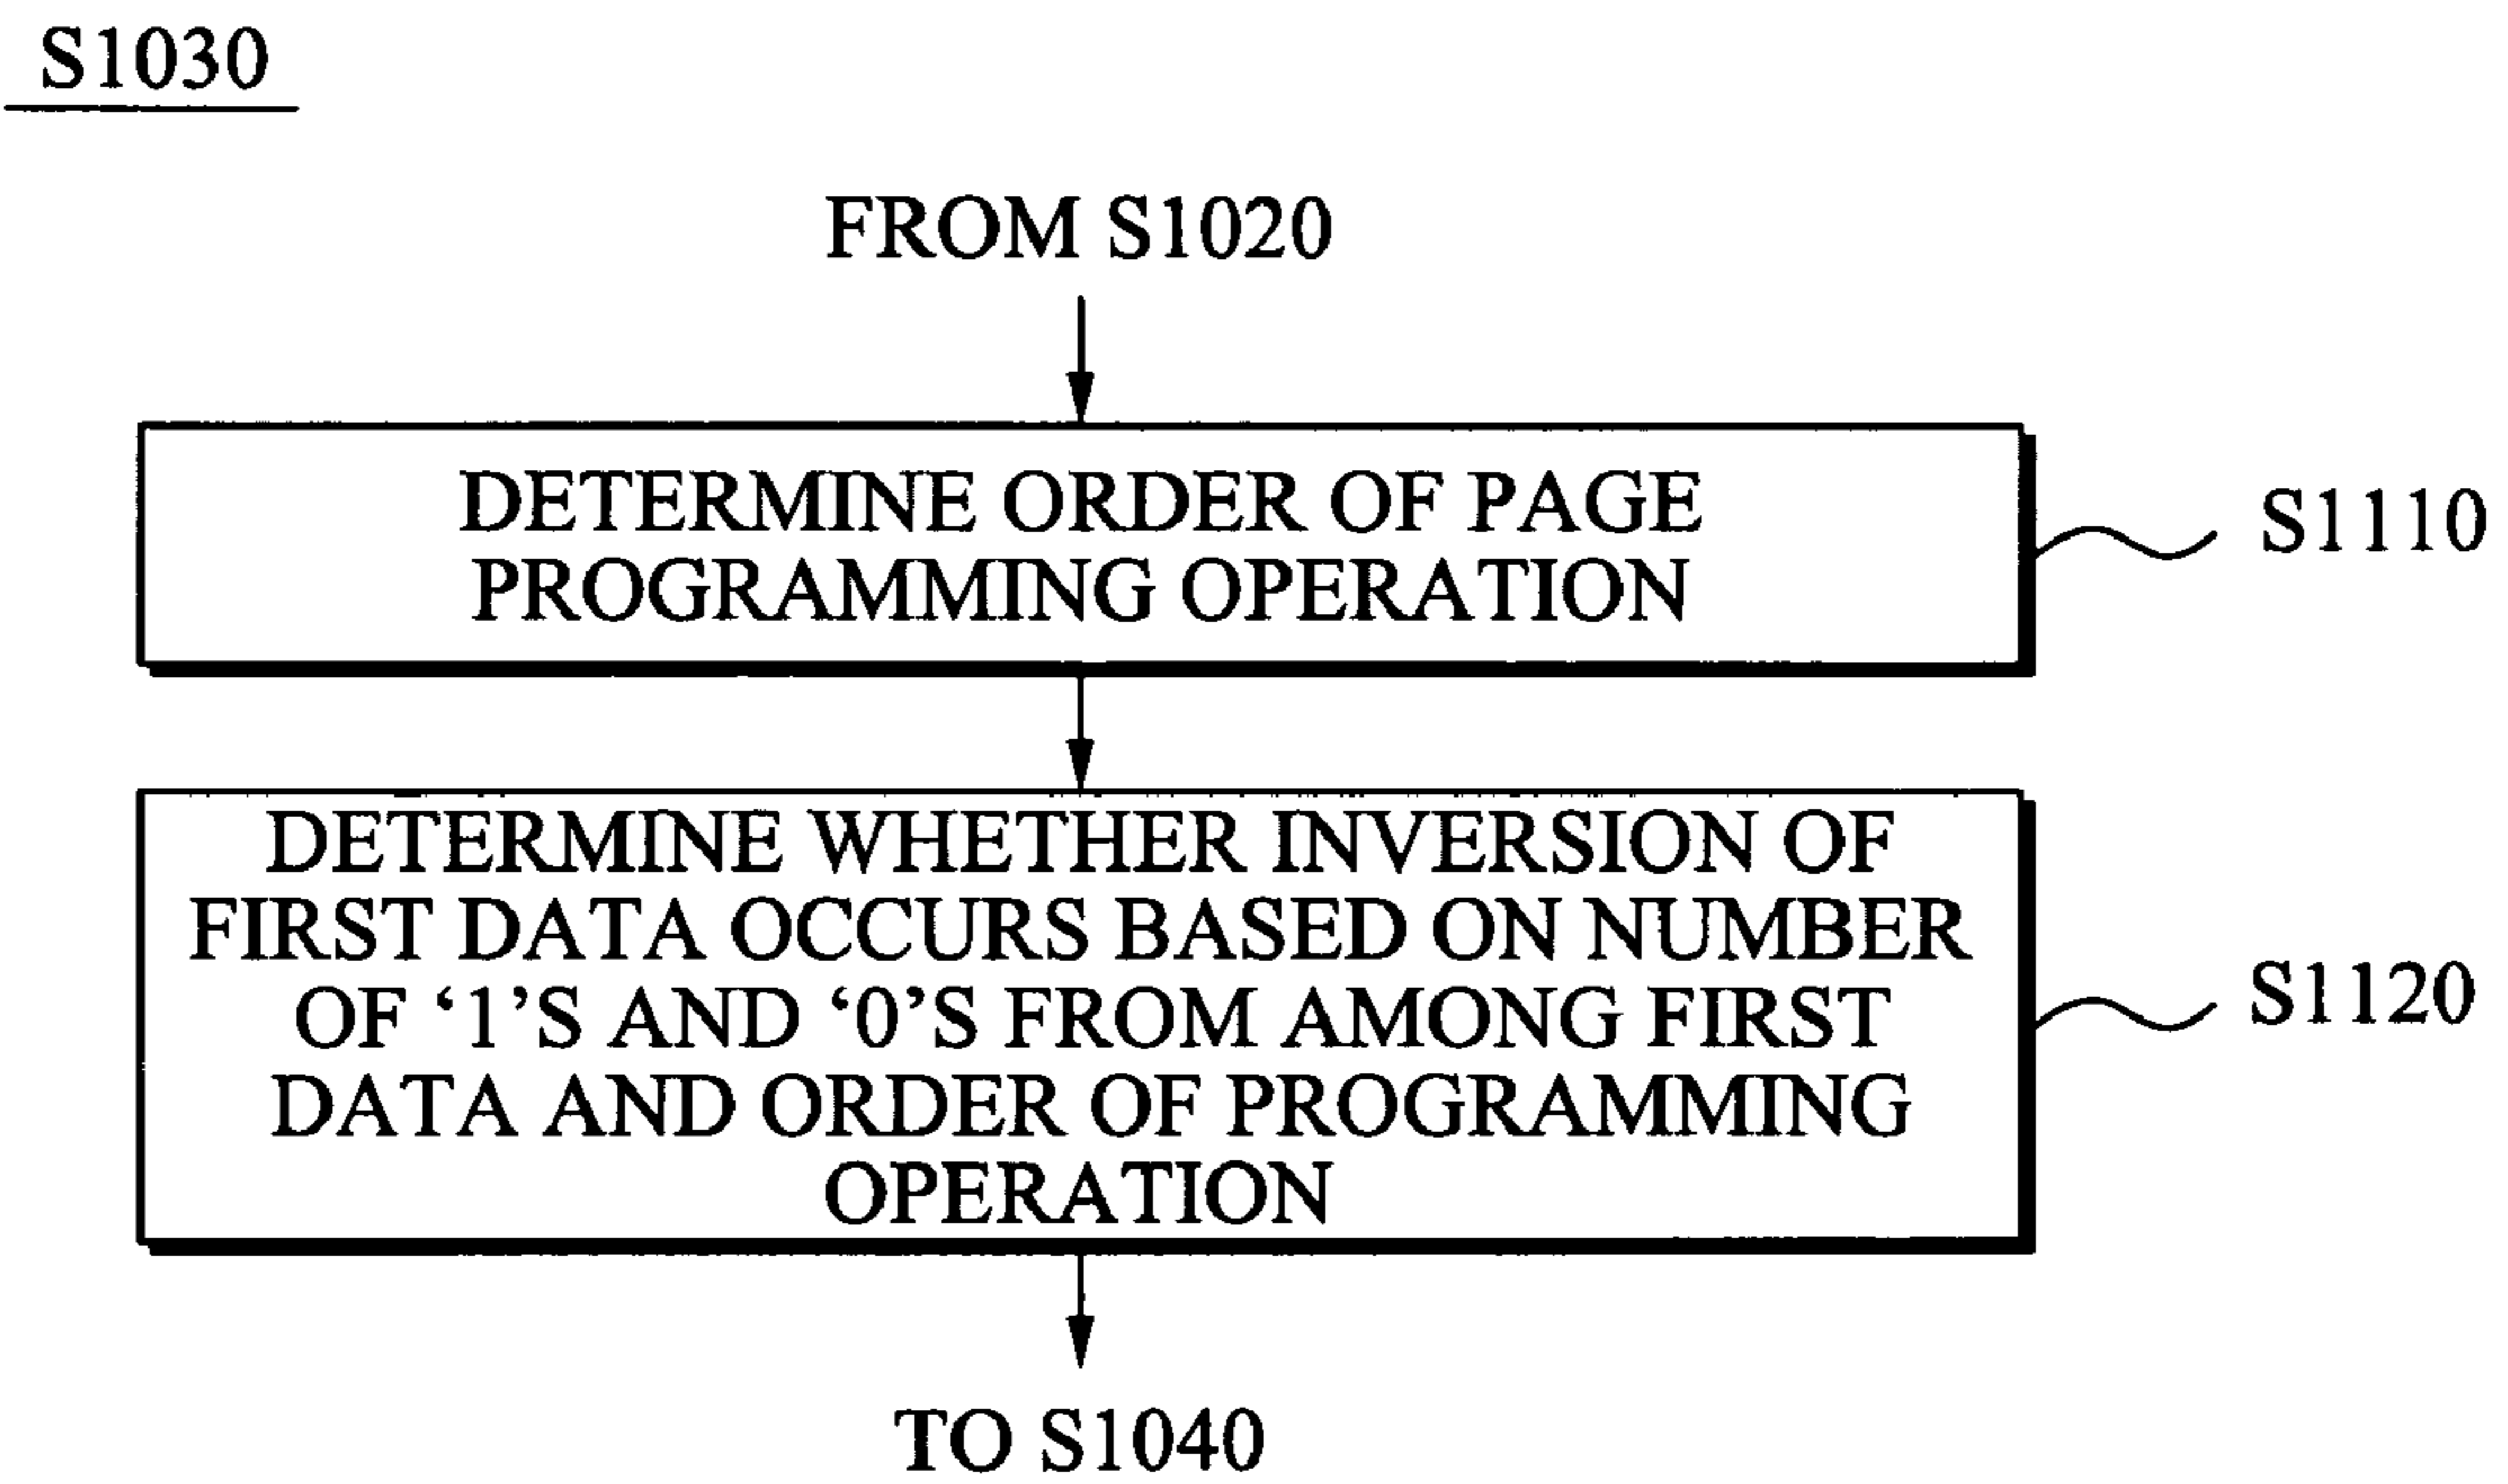 S1030
FROM S1020
DETERMINE ORDER OF PAGE
PROGRAMMING OPERATION
S1110
DETERMINE WHETHER INVERSION OF
FIRST DATA OCCURS BASED ON NUMBER
OF ‘1’S AND ‘0’S FROM AMONG FIRST
DATA AND ORDER OF PROGRAMMING
OPERATION
S1120
TO S1040